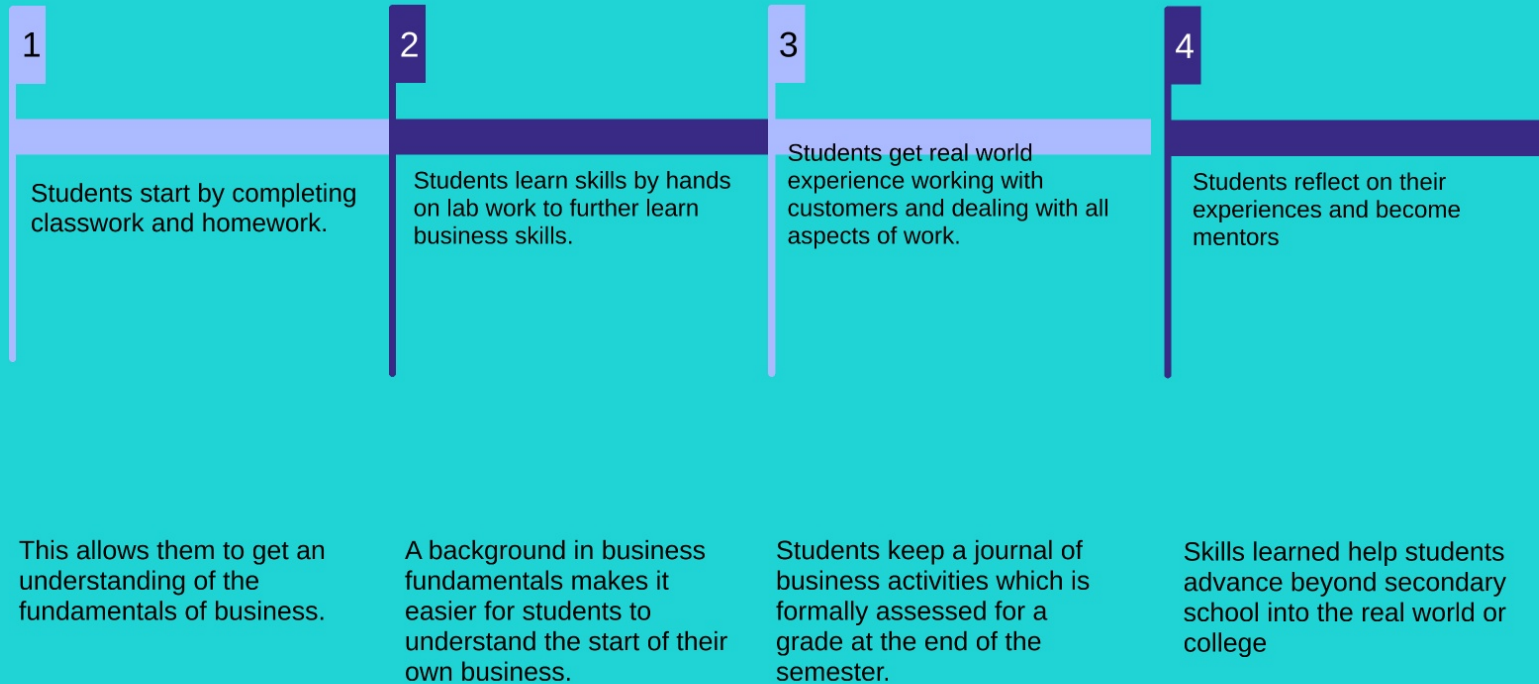 1
Students start by completing
classwork and homework.
This allows them to get an
understanding of the
fundamentals of business.
2
Students learn skills by hands
on lab work to further learn
business skills.
A background in business
fundamentals makes it
easier for students to
understand the start of their
own business.
3
Students get real world
experience working with
customers and dealing with all
aspects of work.
Students keep a journal of
business activities which is
formally assessed for a
grade at the end of the
semester.
4
Students reflect on their
experiences and become
mentors
Skills learned help students
advance beyond secondary
school into the real world or
college